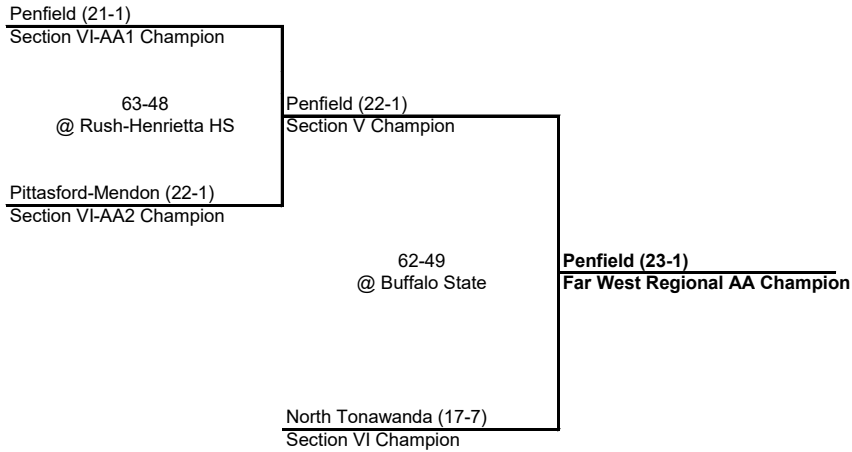 Penfield (21-1)
Section VI-AA1 Champion
63-48
@ Rush-Henrietta HS
Penfield (22-1)
Section V Champion
Pittasford-Mendon (22-1)
Section VI-AA2 Champion
62-49
@ Buffalo State
Penfield (23-1)
Far West Regional AA Champion
North Tonawanda (17-7)
Section VI Champion